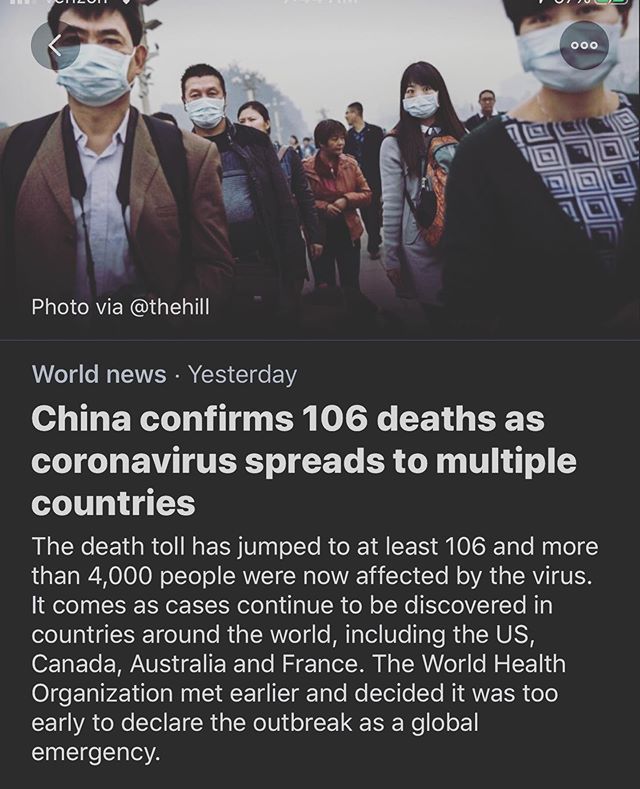 Photo via @thehill
World news · Yesterday
China confirms 106 deaths as
coronavirus spreads to multiple
countries
The death toll has jumped to at least 106 and more
than 4,000 people were now affected by the virus.
It comes as cases continue to be discovered in
countries around the world, including the US,
Canada, Australia and France. The World Health
Organization met earlier and decided it was too
early to declare the outbreak as a global
emergency.